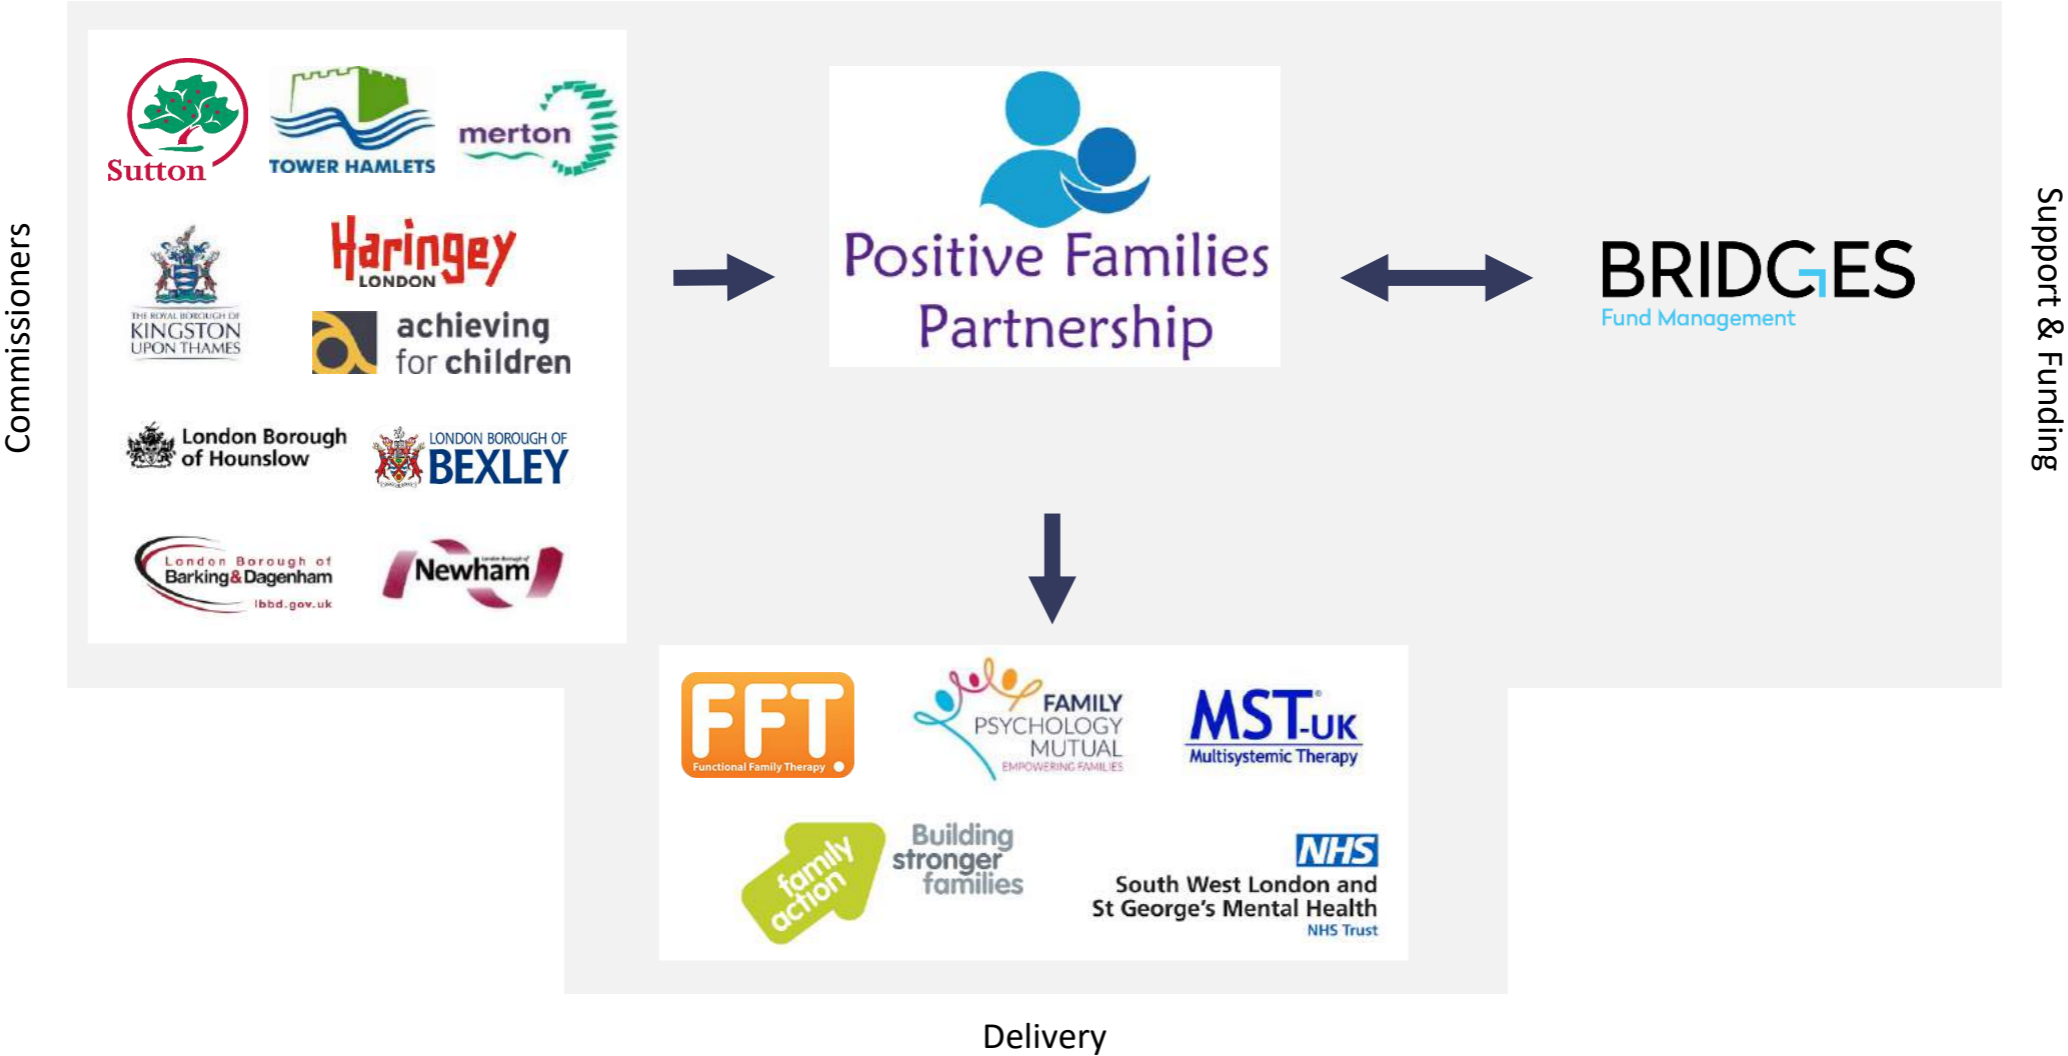 Commissioners
Sutton
TOWER HAMLETS
merton
THE ROYAL BOROUGH OF
KINGSTON
UPON THAMES
Haringey
LONDON
achieving
for children
London Borough
of Hounslow
LONDON BOROUGH OF
BEXLEY
London Borough of
Barking&Dagenham
lbbd.gov.uk
London Borough of
Newham
Positive Families
Partnership
BRIDGES
Fund Management
Support & Funding
FFT
Functional Family Therapy
FAMILY
PSYCHOLOGY
MUTUAL
EMPOWERING FAMILIES
MST-UK
Multisystemic Therapy
family
action
Building
stronger
families
NHS
South West London and
St George's Mental Health
NHS Trust
Delivery